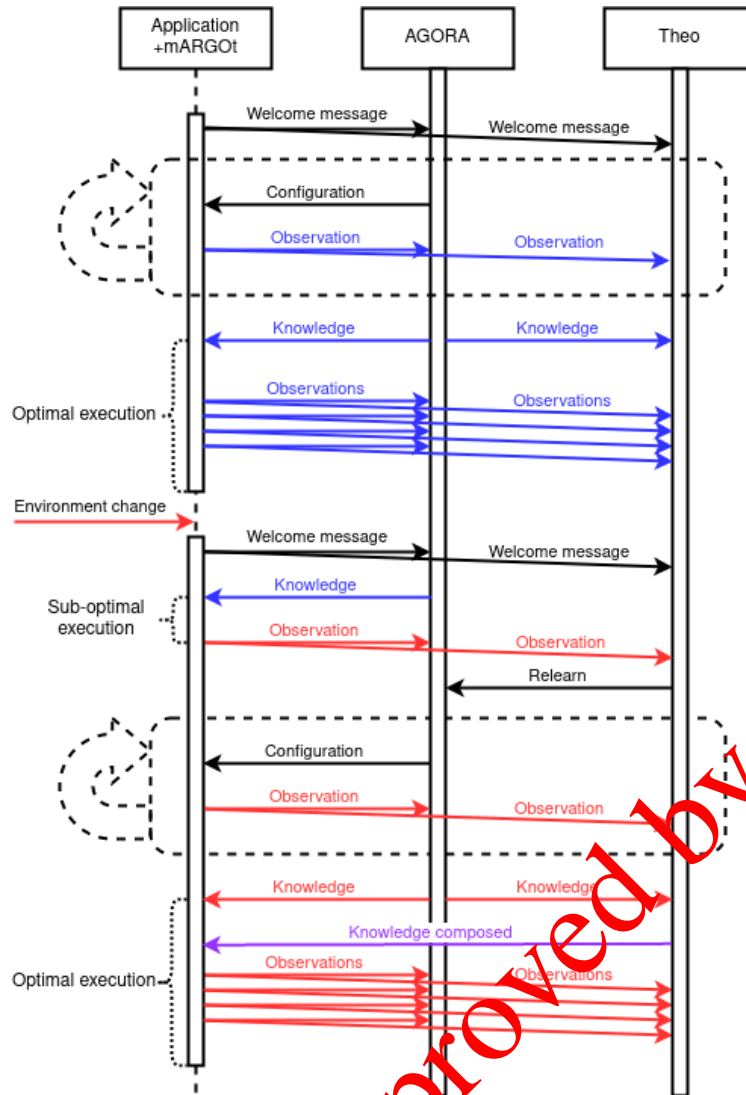 Application
+mARGOt
AGORA
Theo
Welcome message
Welcome message
Configuration
Observation
Observation
Knowledge
Knowledge
Observations
Observations
Optimal execution
Environment change
Welcome message
Welcome message
Knowledge
Sub-optimal
execution
Observation
Observation
Relearn
Configuration
Observation
Observation
Knowledge
Knowledge
Knowledge composed
Observations
Observations
Optimal execution
proved by